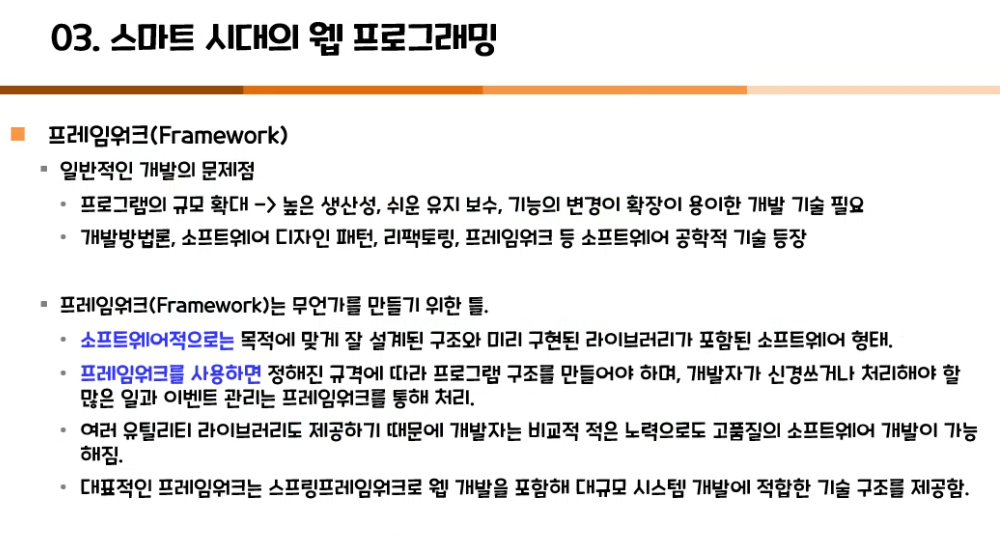 03. 스마트 시대의 웹 프로그래밍
프레임워크(Framework)
일반적인 개발의 문제점
프로그램의 규모 확대 -> 높은 생산성, 쉬운 유지 보수, 기능의 변경이 확장이 용이한 개발 기술 필요
개발방법론, 소프트웨어 디자인 패턴, 리팩토링, 프레임워크 등 소프트웨어 공학적 기술 등장
프레임워크(Framework)는 무언가를 만들기 위한 틀.
소프트웨어적으로는 목적에 맞게 잘 설계된 구조와 미리 구현된 라이브러리가 포함된 소프트웨어 형태.
프레임워크를 사용하면 정해진 규격에 따라 프로그램 구조를 만들어야 하며, 개발자가 신경쓰거나 처리해야 할
많은 일과 이벤트 관리는 프레임워크를 통해 처리.
여러 유틸리티 라이브러리도 제공하기 때문에 개발자는 비교적 적은 노력으로도 고품질의 소프트웨어 개발이 가능
해짐.
대표적인 프레임워크는 스프링프레임워크로 웹 개발을 포함해 대규모 시스템 개발에 적합한 기술 구조를 제공함.